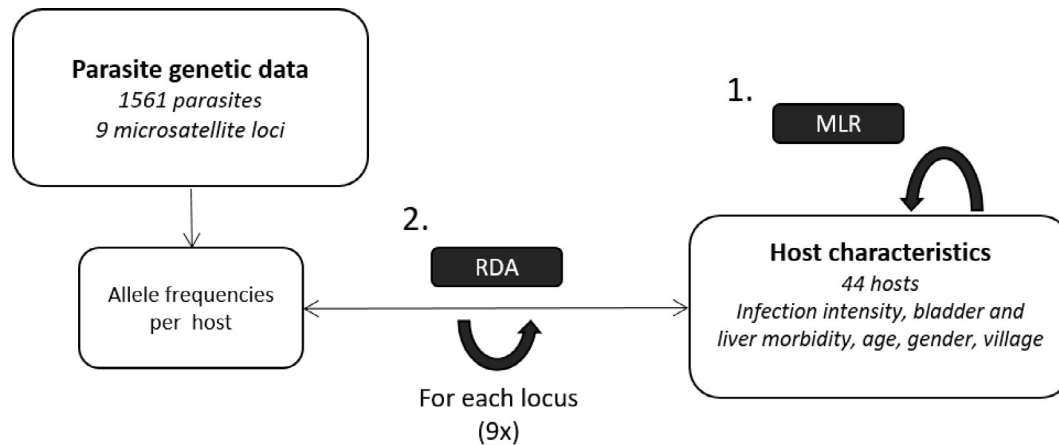 Parasite genetic data
1561 parasites
9 microsatellite loci
1.
MLR
2.
RDA
Allele frequencies
per host
Host characteristics
44 hosts
Infection intensity, bladder and
liver morbidity, age, gender, village
For each locus
(9x)